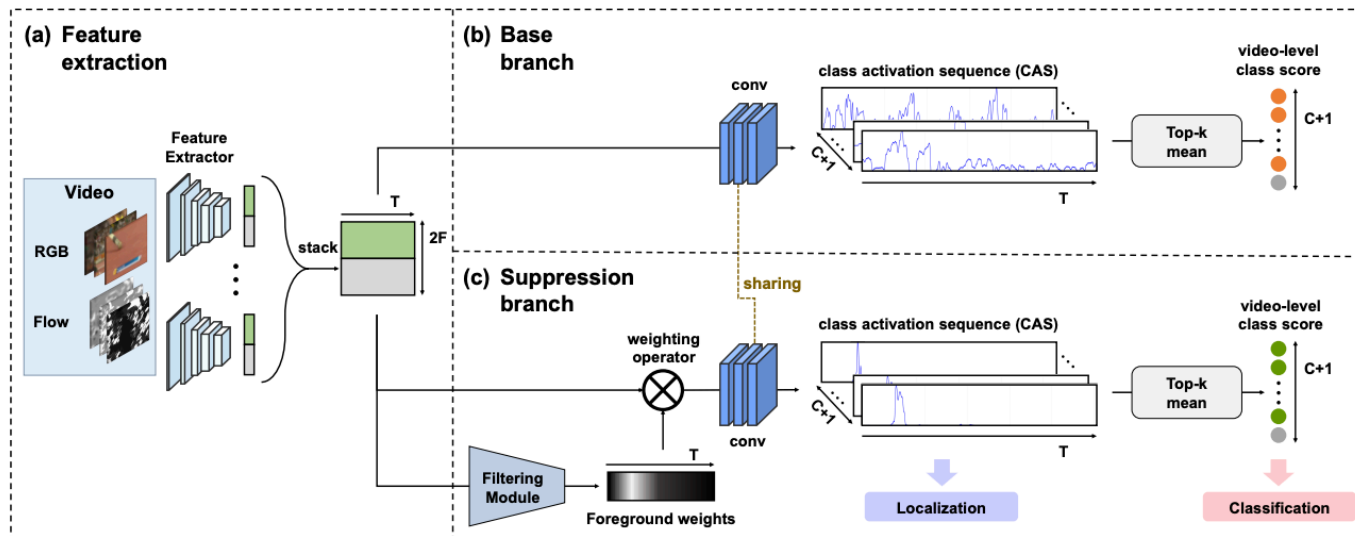 (a) Feature
extraction
Feature
Extractor
Video
RGB
Flow
stack
T
2F
(b) Base
branch
conv
class activation sequence (CAS)
C+1
T
Top-k
mean
video-level
class score
C+1
sharing
(c) Suppression
branch
weighting
operator
conv
class activation sequence (CAS)
C+1
T
Top-k
mean
video-level
class score
C+1
Filtering
Module
T
Foreground weights
Localization
Classification